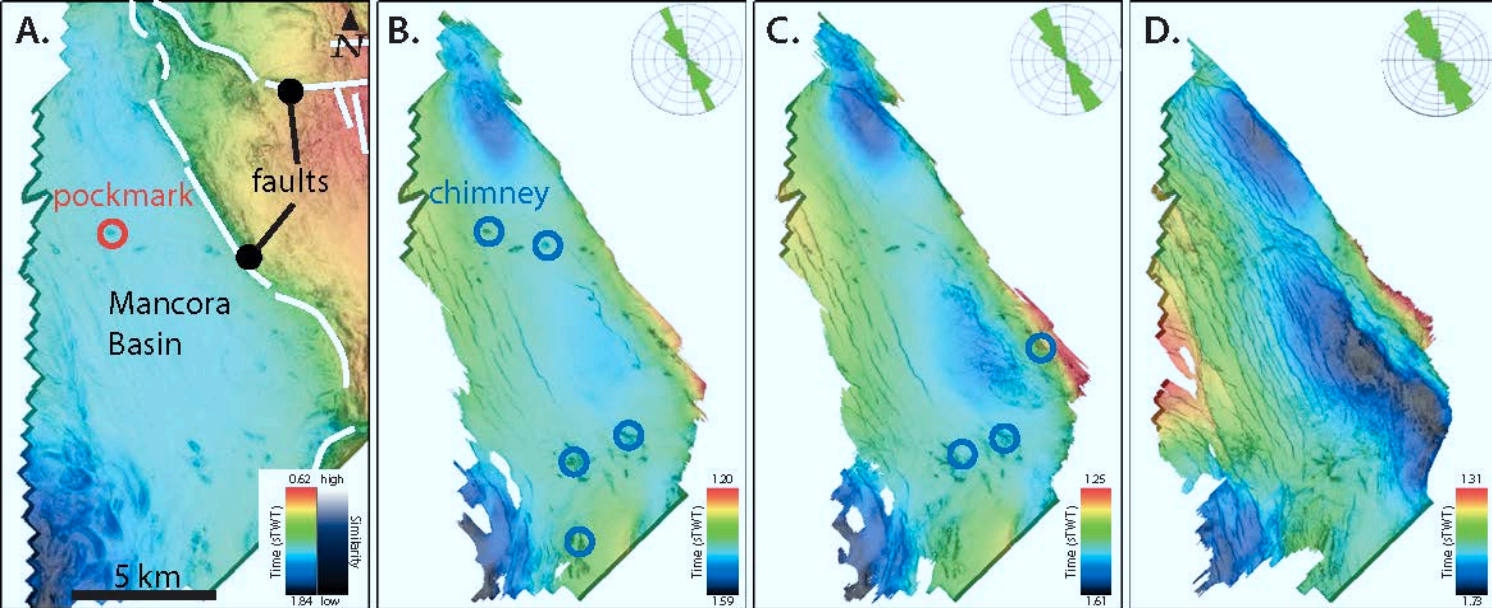 A.
N
pockmark
faults
Mancora
Basin
5 km
0.62 high
Time (sTWT)
Similarity
1.84 low
B.
chimney
1.20
Time (sTWT)
1.59
C.
1.25
Time (sTWT)
1.61
D.
1.31
Time (sTWT)
1.73